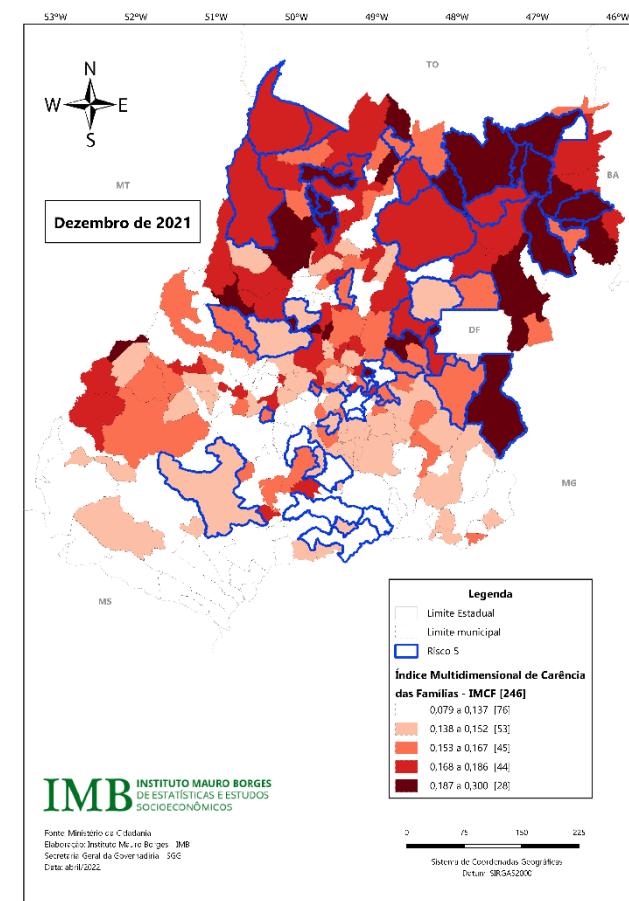 53°W 52°W 51°W 50°W 49°W 48°W 47°W 46°W
N
W E
S
TO
MT
BA
Dezembro de 2021
DF
MG
MS
Legenda
Limite Estadual
Limite municipal
Risco 5
Índice Multidimensional de Carência
das Famílias - IMCF [246]
0,079 a 0,137 [76]
0,138 a 0,152 [53]
0,153 a 0,167 [45]
0,168 a 0,186 [44]
0,187 a 0,300 [28]
IMB INSTITUTO MAURO BORGES
DE ESTATÍSTICAS E ESTUDOS
SOCIOECONÔMICOS
Fonte: Ministério da Cidadania
Elaboração: Instituto Mauro Borges - IMB
Secretaria Geral da Governadoria - SGG
Data: abril/2022
0 75 150 225
Sistema de Coordenadas Geográficas
Datum: SIRGAS2000